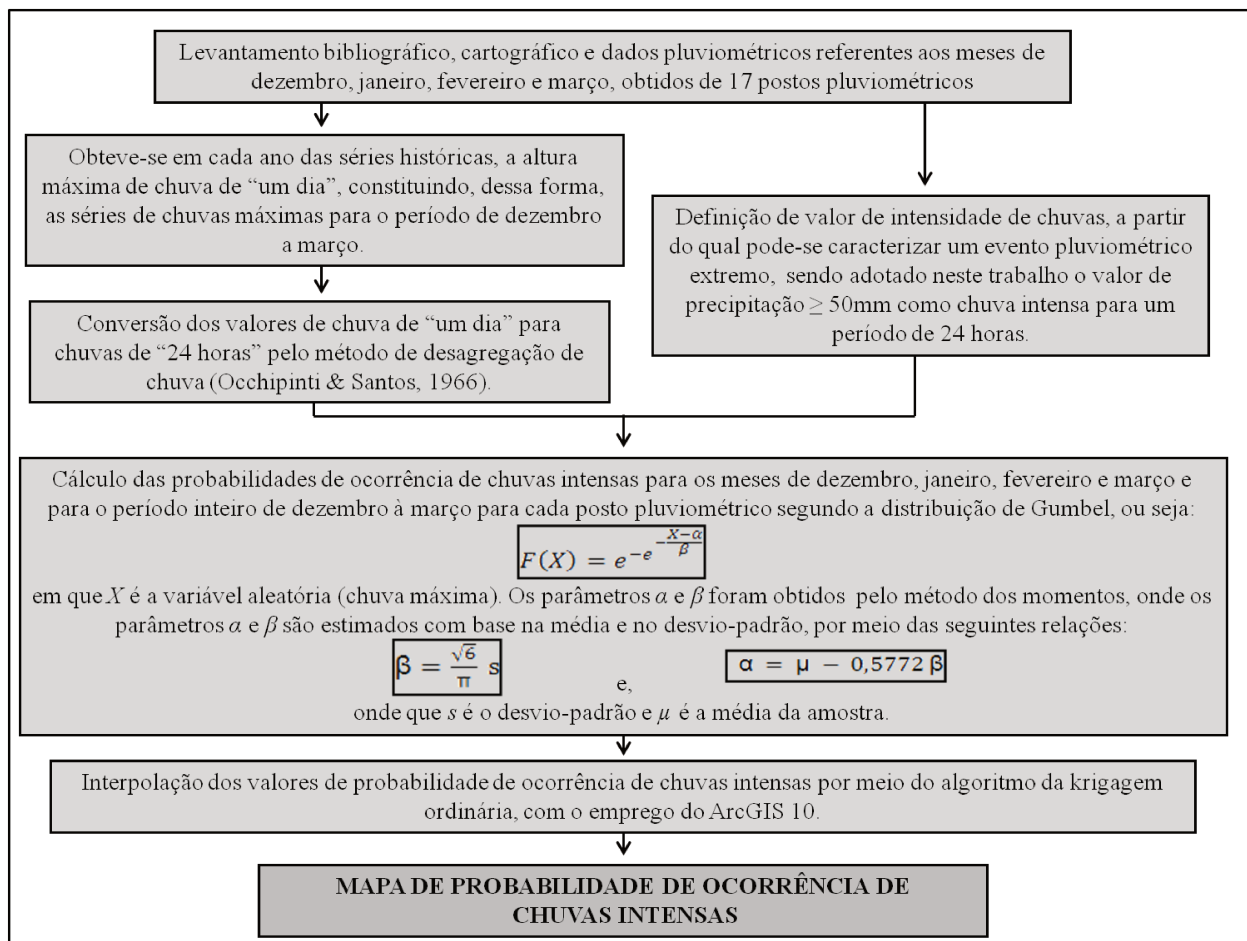 Levantamento bibliográfico, cartográfico e dados pluviométricos referentes aos meses de
dezembro, janeiro, fevereiro e março, obtidos de 17 postos pluviométricos
Obteve-se em cada ano das séries históricas, a altura
máxima de chuva de “um dia”, constituindo, dessa forma,
as séries de chuvas máximas para o período de dezembro
a março.
Conversão dos valores de chuva de “um dia” para
chuvas de “24 horas” pelo método de desagregação de
chuva (Occhipinti & Santos, 1966).
Definição de valor de intensidade de chuvas, a partir
do qual pode-se caracterizar um evento pluviométrico
extremo, sendo adotado neste trabalho o valor de
precipitação ≥ 50mm como chuva intensa para um
período de 24 horas.
Cálculo das probabilidades de ocorrência de chuvas intensas para os meses de dezembro, janeiro, fevereiro e março e
para o período inteiro de dezembro à março para cada posto pluviométrico segundo a distribuição de Gumbel, ou seja:
F(X) = e^{-e^{-\frac{X-α}{β}}}
em que X é a variável aleatória (chuva máxima). Os parâmetros α e β foram obtidos pelo método dos momentos, onde os
parâmetros α e β são estimados com base na média e no desvio-padrão, por meio das seguintes relações:
β = \frac{√6}{π} s
e,
α = μ − 0,5772 β
onde que s é o desvio-padrão e μ é a média da amostra.
Interpolação dos valores de probabilidade de ocorrência de chuvas intensas por meio do algoritmo da krigagem
ordinária, com o emprego do ArcGIS 10.
MAPA DE PROBABILIDADE DE OCORRÊNCIA DE
CHUVAS INTENSAS